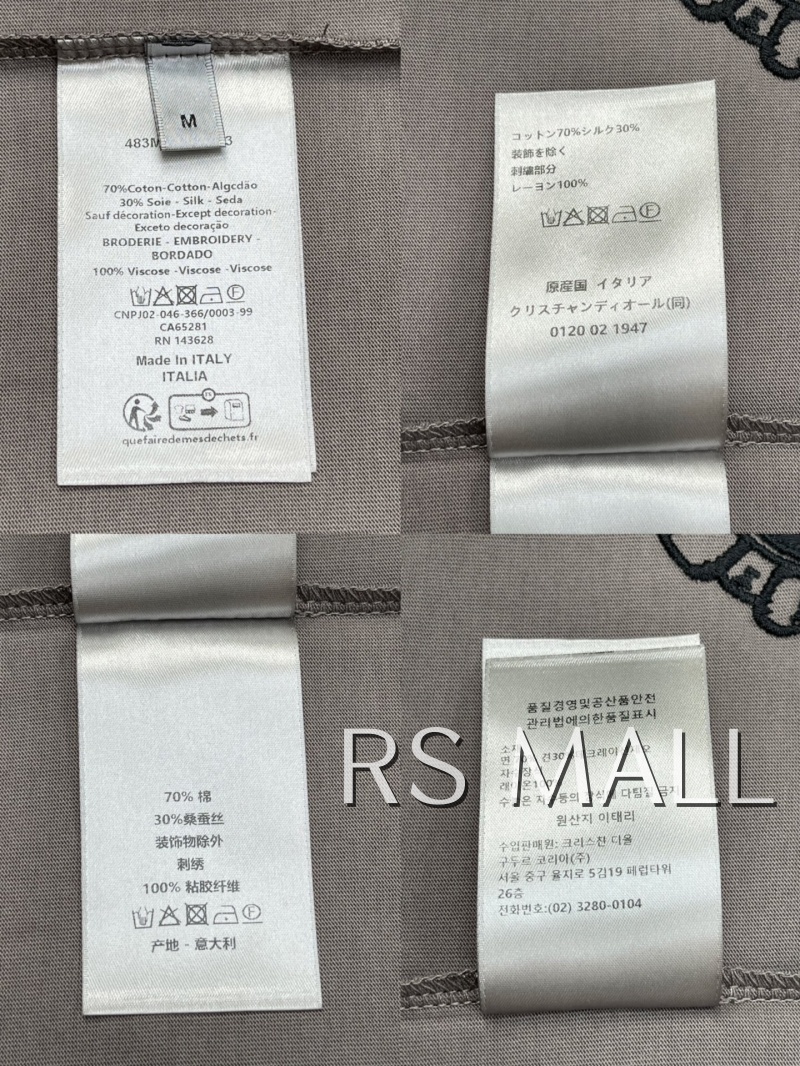 M
483M 3
70%Coton-Cotton-Algcdão
30% Soie - Silk - Seda
Sauf décoration-Except decoration-
Exceto decoração
BRODERIE - EMBROIDERY -
BORDADO
100% Viscose -Viscose -Viscose
CNPJ02-046-366/0003-99
CA65281
RN 143628
Made In ITALY
ITALIA
FR
quefairedemesdechets.fr
コットン70%シルク30%
装飾を除く
刺繍部分
レーヨン100%
原産国 イタリア
クリスチャンディオール(同)
0120 02 1947
70% 棉
30%桑蚕丝
装饰物除外
刺绣
100% 粘胶纤维
产地 - 意大利
품질경영및공산품안전
관리법에의한품질표시
원산지 이태리
수입판매원: 크리스챤 디올
구두르 코리아(주)
서울 중구 율지로 5김19 페럽타워
26층
전화번호:(02) 3280-0104
RS MALL